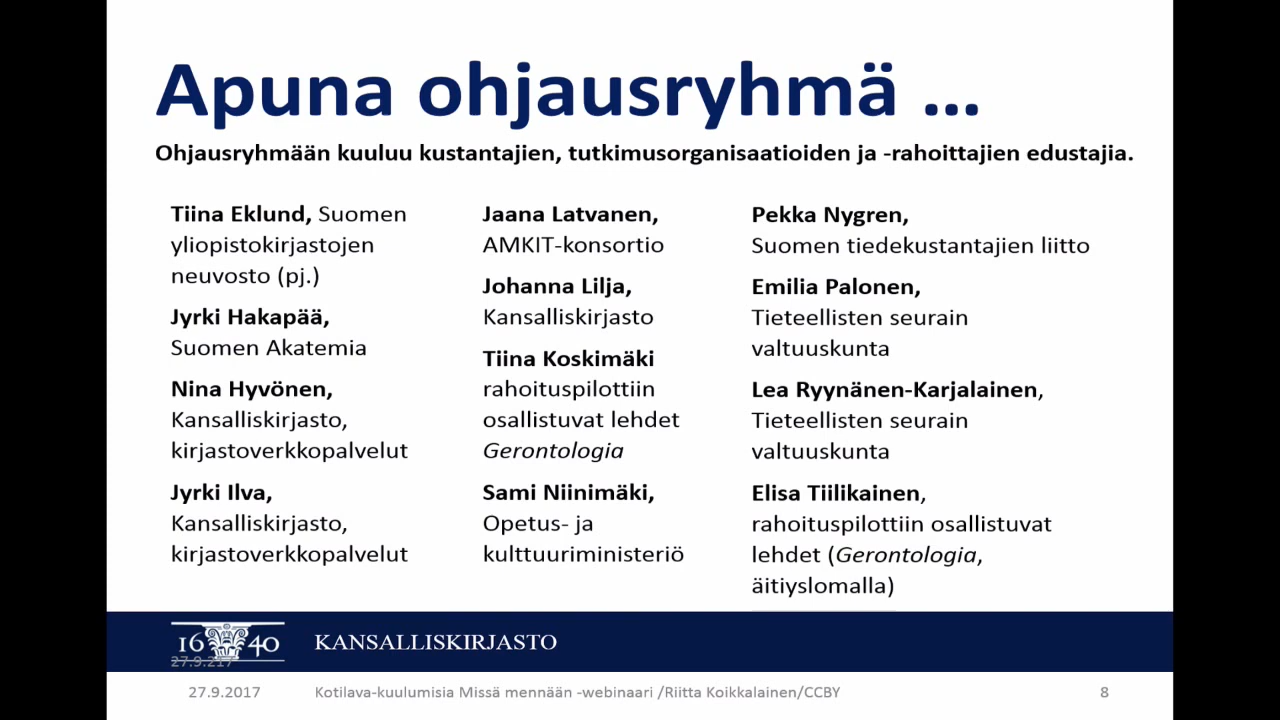 Apuna ohjausryhmä ...
Ohjausryhmään kuuluu kustantajien, tutkimusorganisaatioiden ja -rahoittajien edustajia.
Tiina Eklund, Suomen
yliopistokirjastojen
neuvosto (pj.)
Jyrki Hakapää,
Suomen Akatemia
Nina Hyvönen,
Kansalliskirjasto,
kirjastoverkkopalvelut
Jyrki Ilva,
Kansalliskirjasto,
kirjastoverkkopalvelut
Jaana Latvanen,
AMKIT-konsortio
Johanna Lilja,
Kansalliskirjasto
Tiina Koskimäki
rahoituspilottiin
osallistuvat lehdet
Gerontologia
Sami Niinimäki,
Opetus- ja
kulttuuriministeriö
Pekka Nygren,
Suomen tiedekustantajien liitto
Emilia Palonen,
Tieteellisten seurain
valtuuskunta
Lea Ryynänen-Karjalainen,
Tieteellisten seurain
valtuuskunta
Elisa Tiilikainen,
rahoituspilottiin osallistuvat
lehdet (Gerontologia,
äitiyslomalla)
1640
KANSALLISKIRJASTO
27.9.217
27.9.2017
Kotilava-kuulumisia Missä mennään -webinaari /Riitta Koikkalainen/CCBY
8